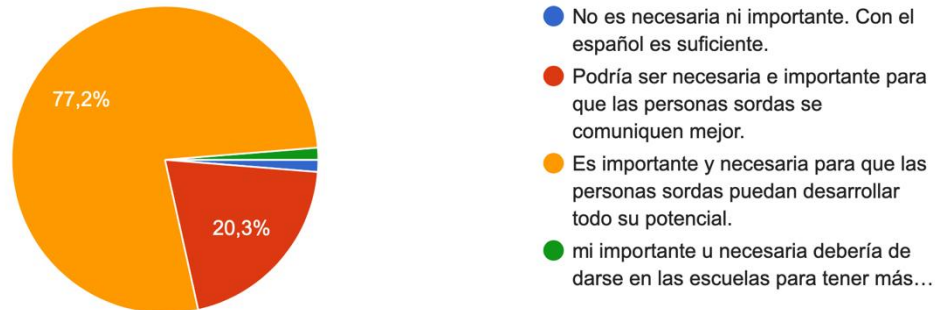 77,2%
20,3%
No es necesaria ni importante. Con el
español es suficiente.
Podría ser necesaria e importante para
que las personas sordas se
comuniquen mejor.
Es importante y necesaria para que las
personas sordas puedan desarrollar
todo su potencial.
mi importante u necesaria debería de
darse en las escuelas para tener más…